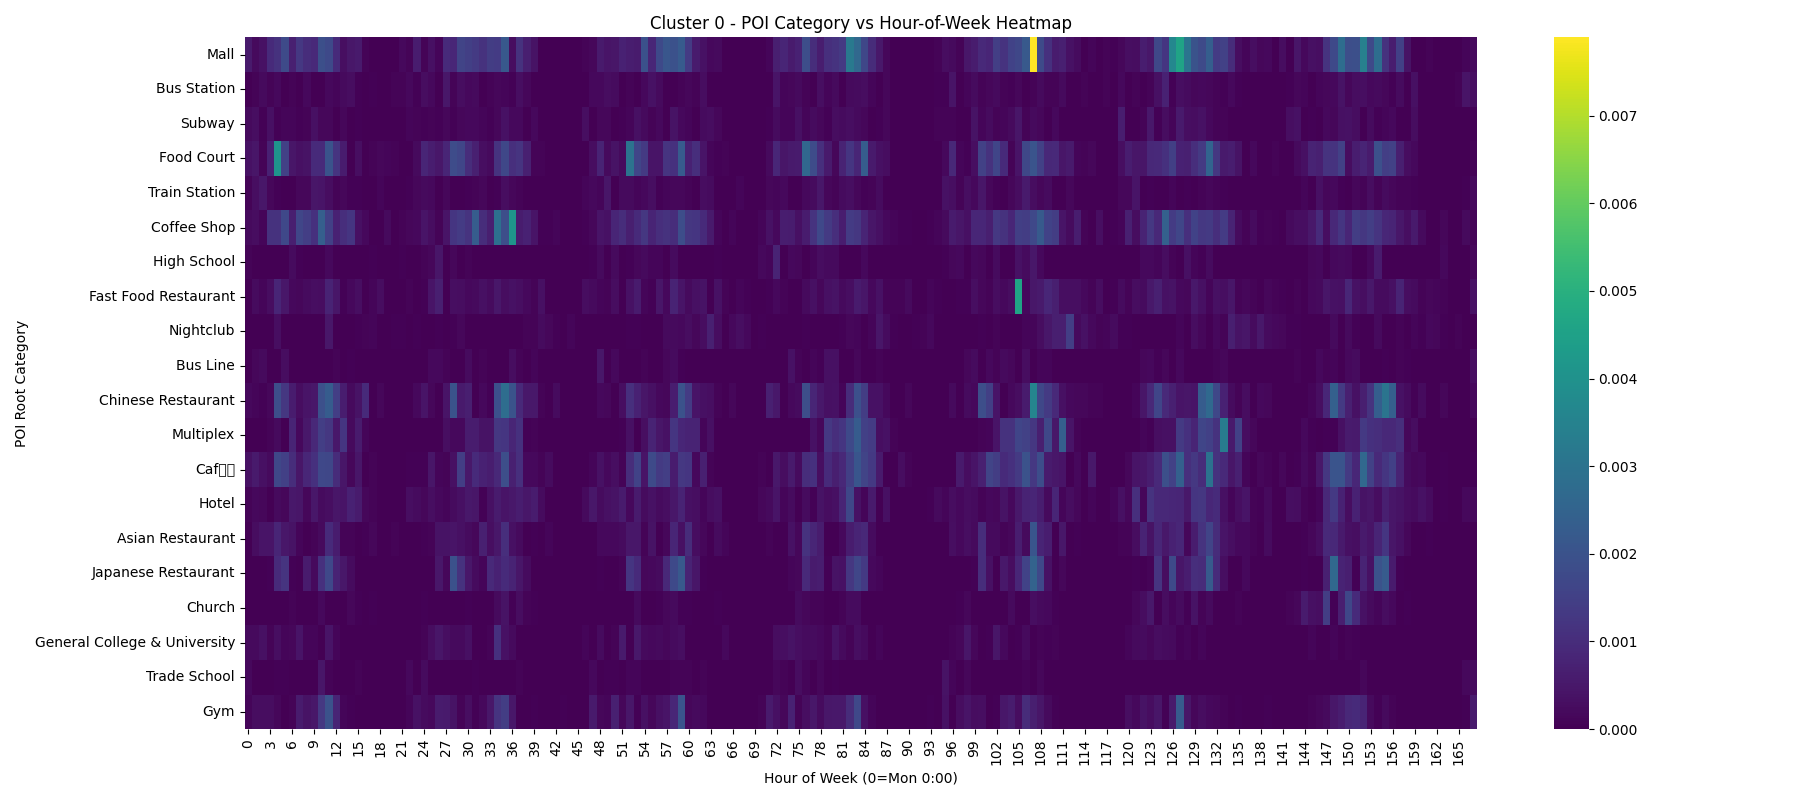 Cluster 0 - POI Category vs Hour-of-Week Heatmap
POI Root Category
Mall
Bus Station
Subway
Food Court
Train Station
Coffee Shop
High School
Fast Food Restaurant
Nightclub
Bus Line
Chinese Restaurant
Multiplex
Caf▯▯
Hotel
Asian Restaurant
Japanese Restaurant
Church
General College & University
Trade School
Gym
0 3 6 9 12 15 18 21 24 27 30 33 36 39 42 45 48 51 54 57 60 63 66 69 72 75 78 81 84 87 90 93 96 99 102 105 108 111 114 117 120 123 126 129 132 135 138 141 144 147 150 153 156 159 162 165
Hour of Week (0=Mon 0:00)
0.007
0.006
0.005
0.004
0.003
0.002
0.001
0.000